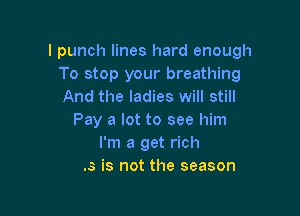 I punch lines hard enough
To stop your breathing
And the ladies will still
Pay a lot to see him
I'm a get rich
.s is not the season